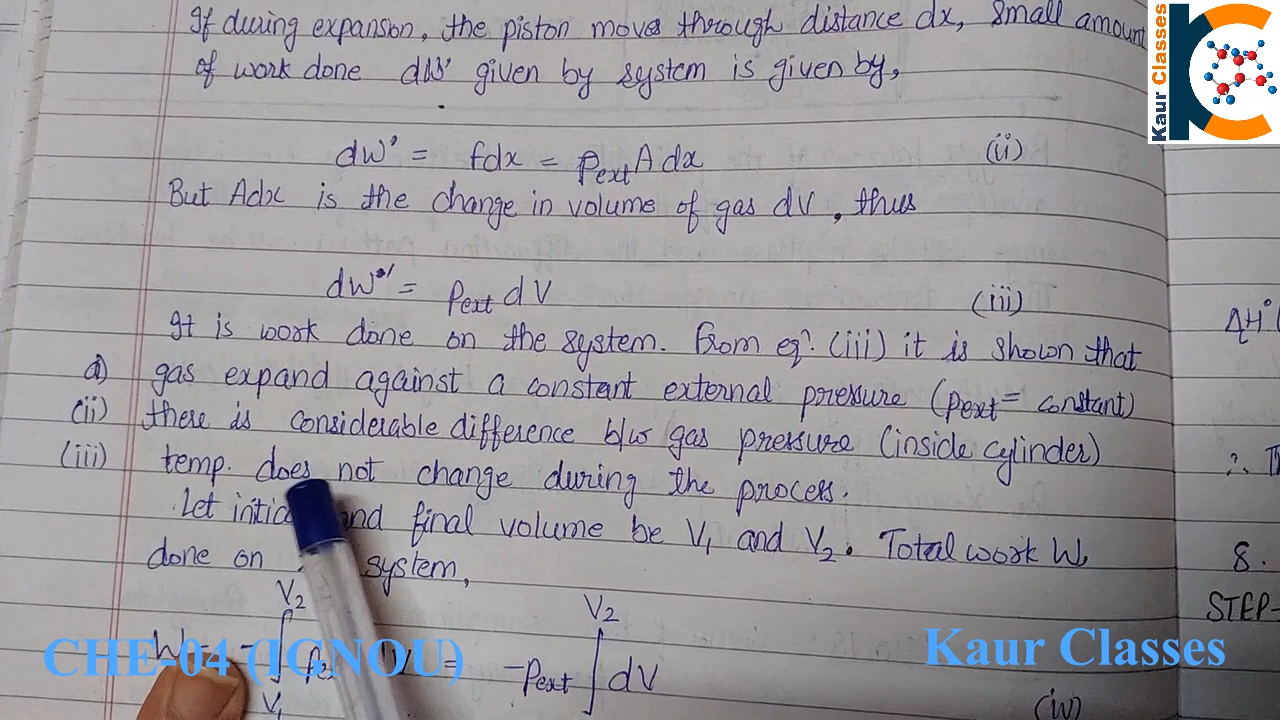 If during expansion, the piston moves through distance dx, small amount
of work done dW' given by system is given by,
dW' = fdx = Pext A dx (ii)
But Adx is the change in volume of gas dV, thus
dW' = Pext dV (iii)
It is work done on the system. From eqn. (iii) it is shown that
gas expand against a constant external pressure (Pext = constant)
(ii) there is considerable difference b/w gas pressure (inside cylinder)
(iii) temp. does not change during the process.
Let and final volume be V1 and V2. Total work W,
done on system,
V2 V2
= -Pext ∫ dV
V1
(iv)
ΔH°
8.
STEP-
Kaur Classes
CHE-04 (IGNOU)
Kaur Classes